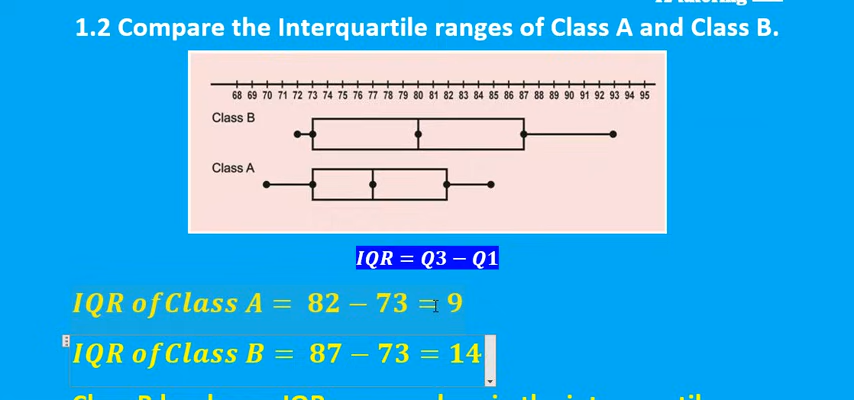 1.2 Compare the Interquartile ranges of Class A and Class B.
68 69 70 71 72 73 74 75 76 77 78 79 80 81 82 83 84 85 86 87 88 89 90 91 92 93 94 95
Class B
Class A
IQR = Q3 − Q1
IQR of Class A = 82 − 73 = 9
IQR of Class B = 87 − 73 = 14